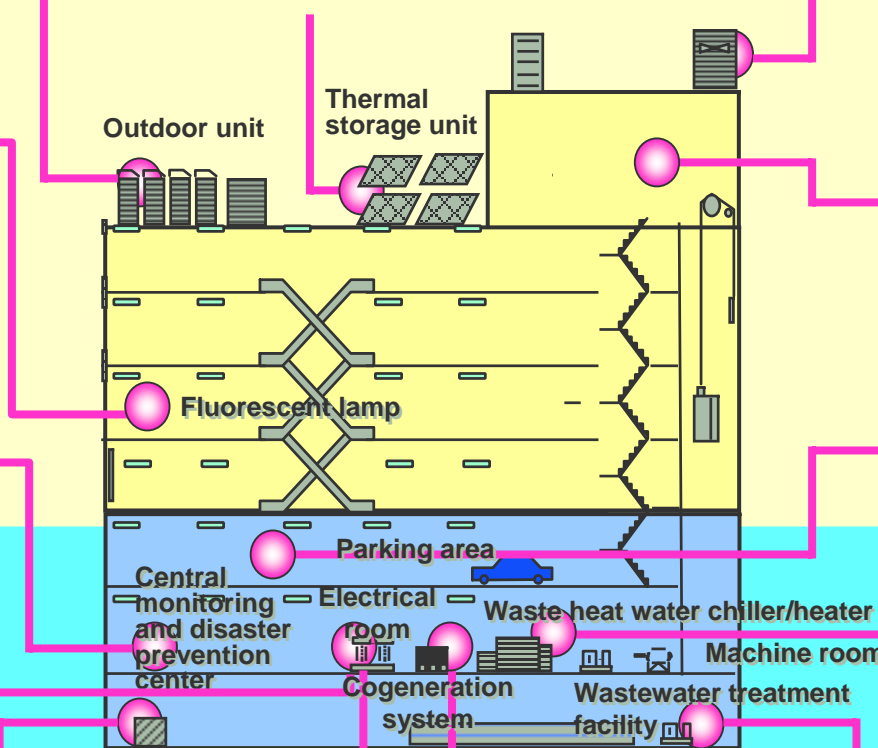 Thermal
storage unit
Outdoor unit
Fluorescent lamp
Parking area
Central
monitoring
and disaster
prevention
center
Electrical
room
Waste heat water chiller/heater
Machine room
Cogeneration
system
Wastewater treatment
facility